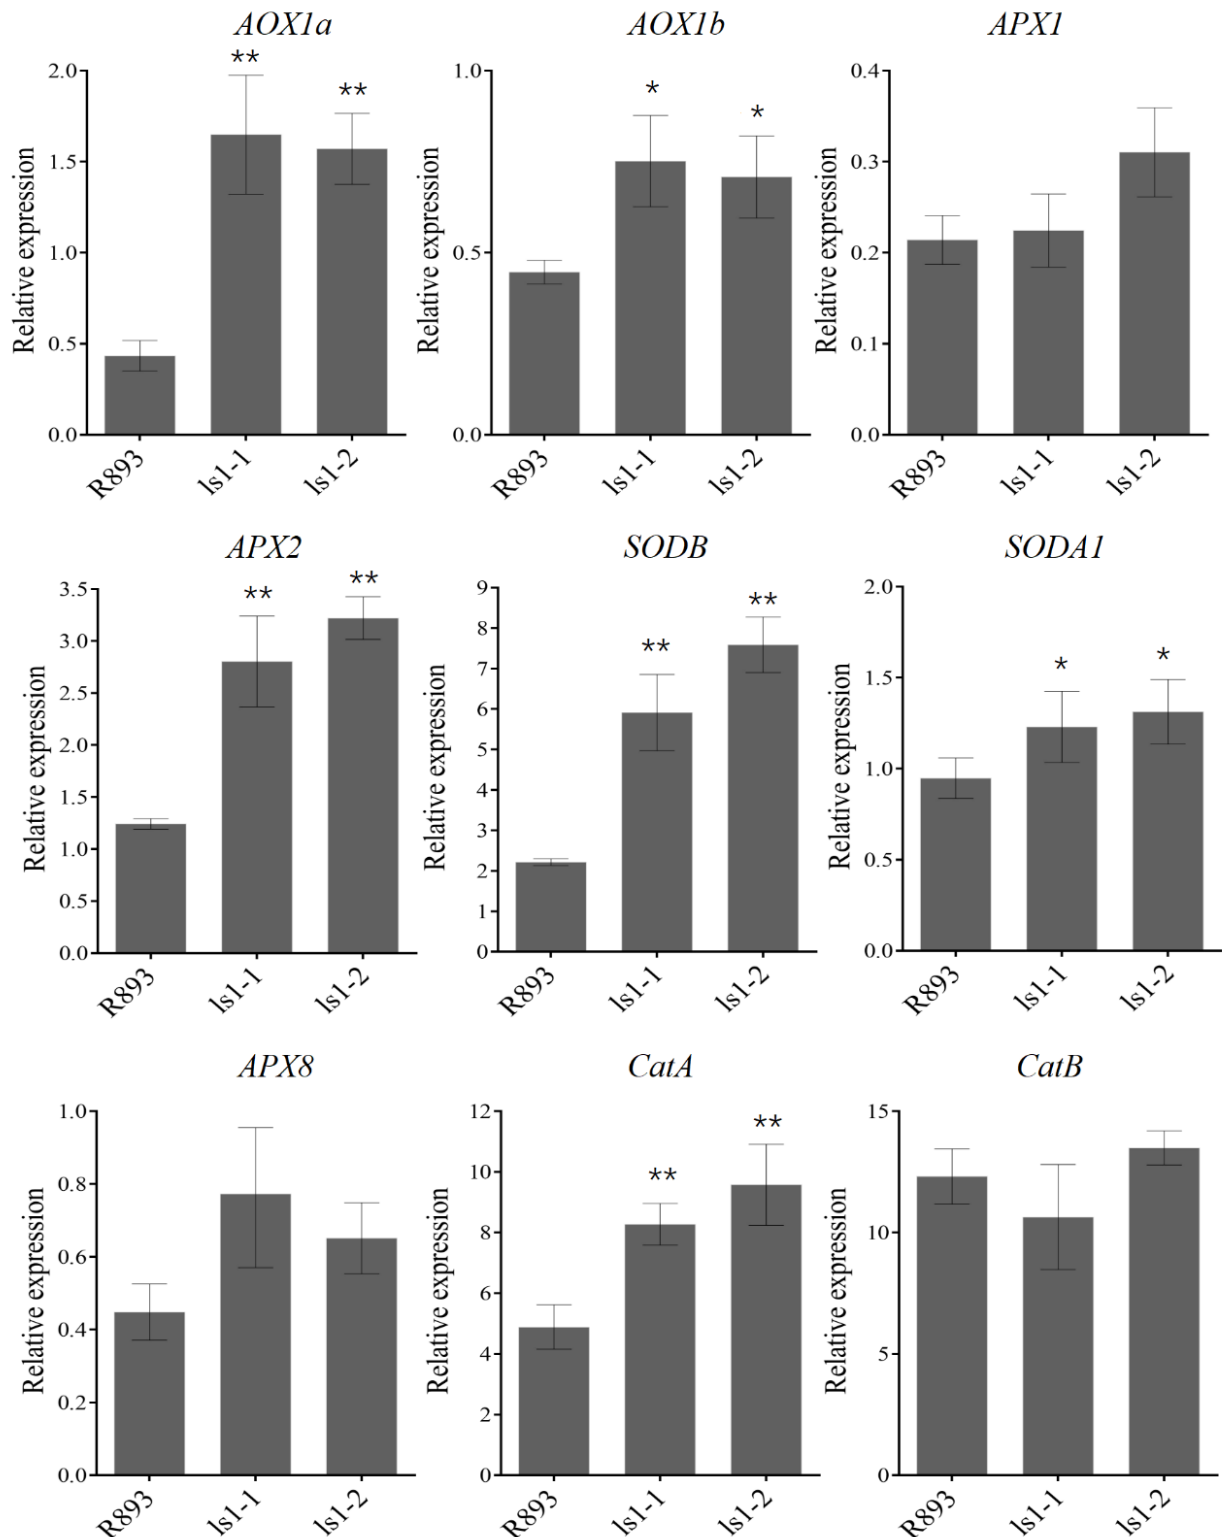 AOX1a
**
**
2.0
1.5
1.0
0.5
0.0
Relative expression
R893
ls1-1
ls1-2
AOX1b
*
*
1.0
0.5
0.0
Relative expression
R893
ls1-1
ls1-2
APX1
0.4
0.3
0.2
0.1
0.0
Relative expression
R893
ls1-1
ls1-2
APX2
**
**
3.5
3.0
2.5
2.0
1.5
1.0
0.5
0.0
Relative expression
R893
ls1-1
ls1-2
SODB
**
**
9
8
7
6
5
4
3
2
1
0
Relative expression
R893
ls1-1
ls1-2
SODA1
*
*
2.0
1.5
1.0
0.5
0.0
Relative expression
R893
ls1-1
ls1-2
APX8
1.0
0.8
0.6
0.4
0.2
0.0
Relative expression
R893
ls1-1
ls1-2
CatA
**
**
12
10
8
6
4
2
0
Relative expression
R893
ls1-1
ls1-2
CatB
15
10
5
0
Relative expression
R893
ls1-1
ls1-2